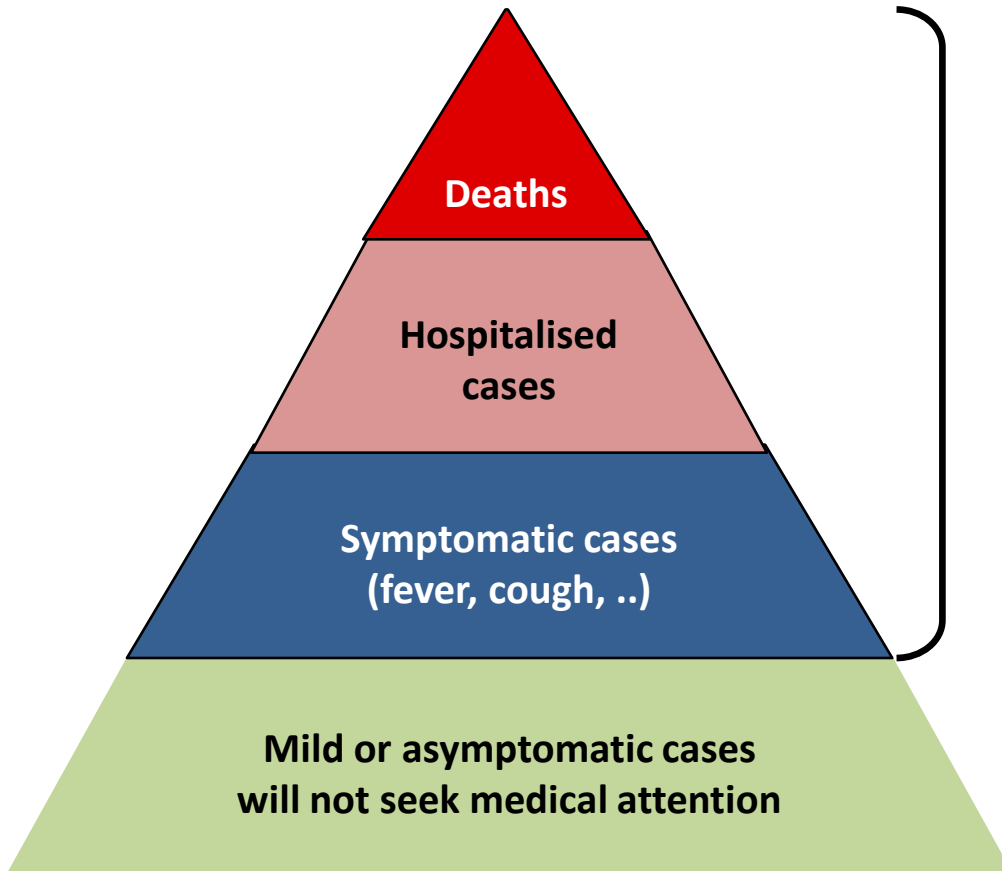 Deaths
Hospitalised
cases
Symptomatic cases
(fever, cough, ..)
Mild or asymptomatic cases
will not seek medical attention